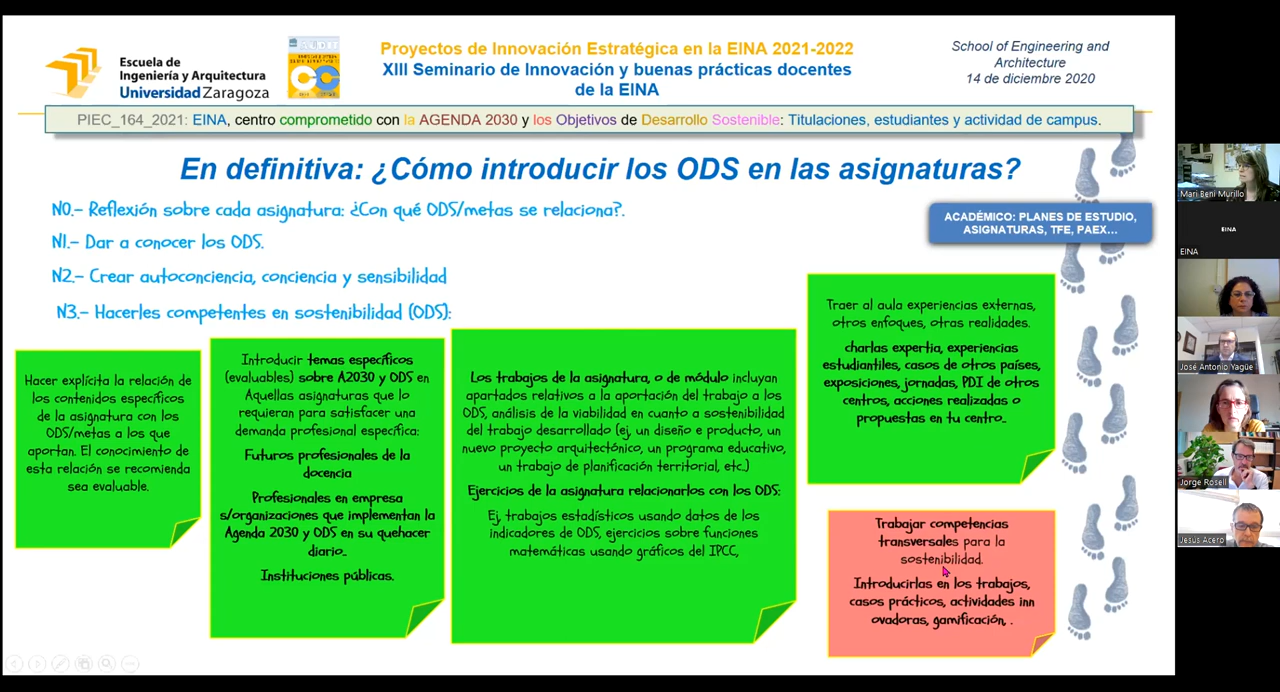 Escuela de
Ingeniería y Arquitectura
Universidad Zaragoza
AUDIT
Proyectos de Innovación Estratégica en la EINA 2021-2022
XIII Seminario de Innovación y buenas prácticas docentes
de la EINA
School of Engineering and
Architecture
14 de diciembre 2020
PIEC_164_2021: EINA, centro comprometido con la AGENDA 2030 y los Objetivos de Desarrollo Sostenible: Titulaciones, estudiantes y actividad de campus.
En definitiva: ¿Cómo introducir los ODS en las asignaturas?
N0.- Reflexión sobre cada asignatura: ¿Con qué ODS/metas se relaciona?.
N1.- Dar a conocer los ODS.
N2.- Crear autoconciencia, conciencia y sensibilidad
N3.- Hacerles competentes en sostenibilidad (ODS):
ACADÉMICO: PLANES DE ESTUDIO,
ASIGNATURAS, TFE, PAEX...
Hacer explícita la relación de
los contenidos específicos
de la asignatura con los
ODS/metas a los que
aportan. El conocimiento de
esta relación se recomienda
sea evaluable.
Introducir temas específicos
(evaluables) sobre A2030 y ODS en
Aquellas asignaturas que lo
requieran para satisfacer una
demanda profesional específica:
Futuros profesionales de la
docencia
Profesionales en empresa
s/organizaciones que implementan la
Agenda 2030 y ODS en su quehacer
diario...
Instituciones públicas.
Los trabajos de la asignatura, o de módulo incluyan
apartados relativos a la aportación del trabajo a los
ODS, análisis de la viabilidad en cuanto a sostenibilidad
del trabajo desarrollado (ej, un diseño e producto, un
nuevo proyecto arquitectónico, un programa educativo,
un trabajo de planificación territorial, etc.)
Ejercicios de la asignatura relacionarlos con los ODS:
Ej, trabajos estadísticos usando datos de los
indicadores de ODS, ejercicios sobre funciones
matemáticas usando gráficos del IPCC,
Traer al aula experiencias externas,
otros enfoques, otras realidades.
charlas expertia, experiencias
estudiantiles, casos de otros países,
exposiciones, jornadas, PDI de otros
centros, acciones realizadas o
propuestas en tu centro...
Trabajar competencias
transversales para la
sostenibilidad.
Introducirlas en los trabajos,
casos prácticos, actividades inn
ovadoras, gamificación, .
Mari Beni Murillo
EINA
EINA
José Antonio Yagüe
Jorge Rosell
Jesús Acero